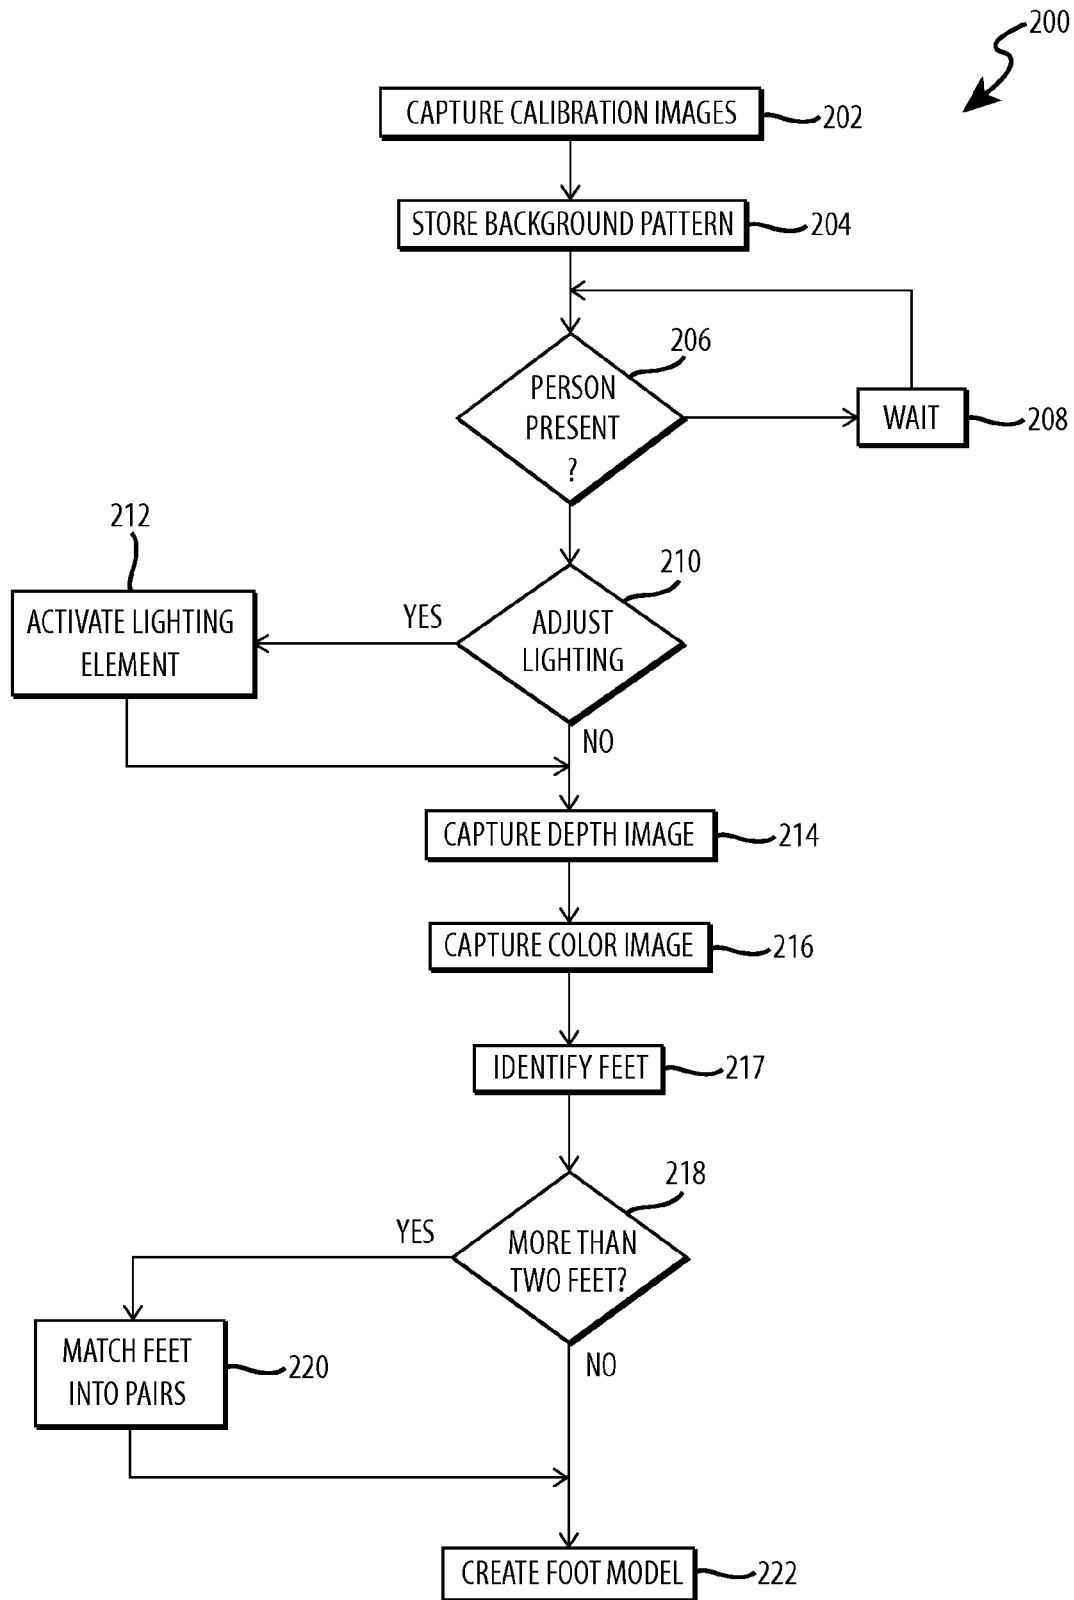 200
CAPTURE CALIBRATION IMAGES
202
STORE BACKGROUND PATTERN
204
206
PERSON
PRESENT
?
WAIT
208
212
ACTIVATE LIGHTING
ELEMENT
YES
210
ADJUST
LIGHTING
NO
CAPTURE DEPTH IMAGE
214
CAPTURE COLOR IMAGE
216
IDENTIFY FEET
217
218
YES
MORE THAN
TWO FEET?
NO
MATCH FEET
INTO PAIRS
220
CREATE FOOT MODEL
222